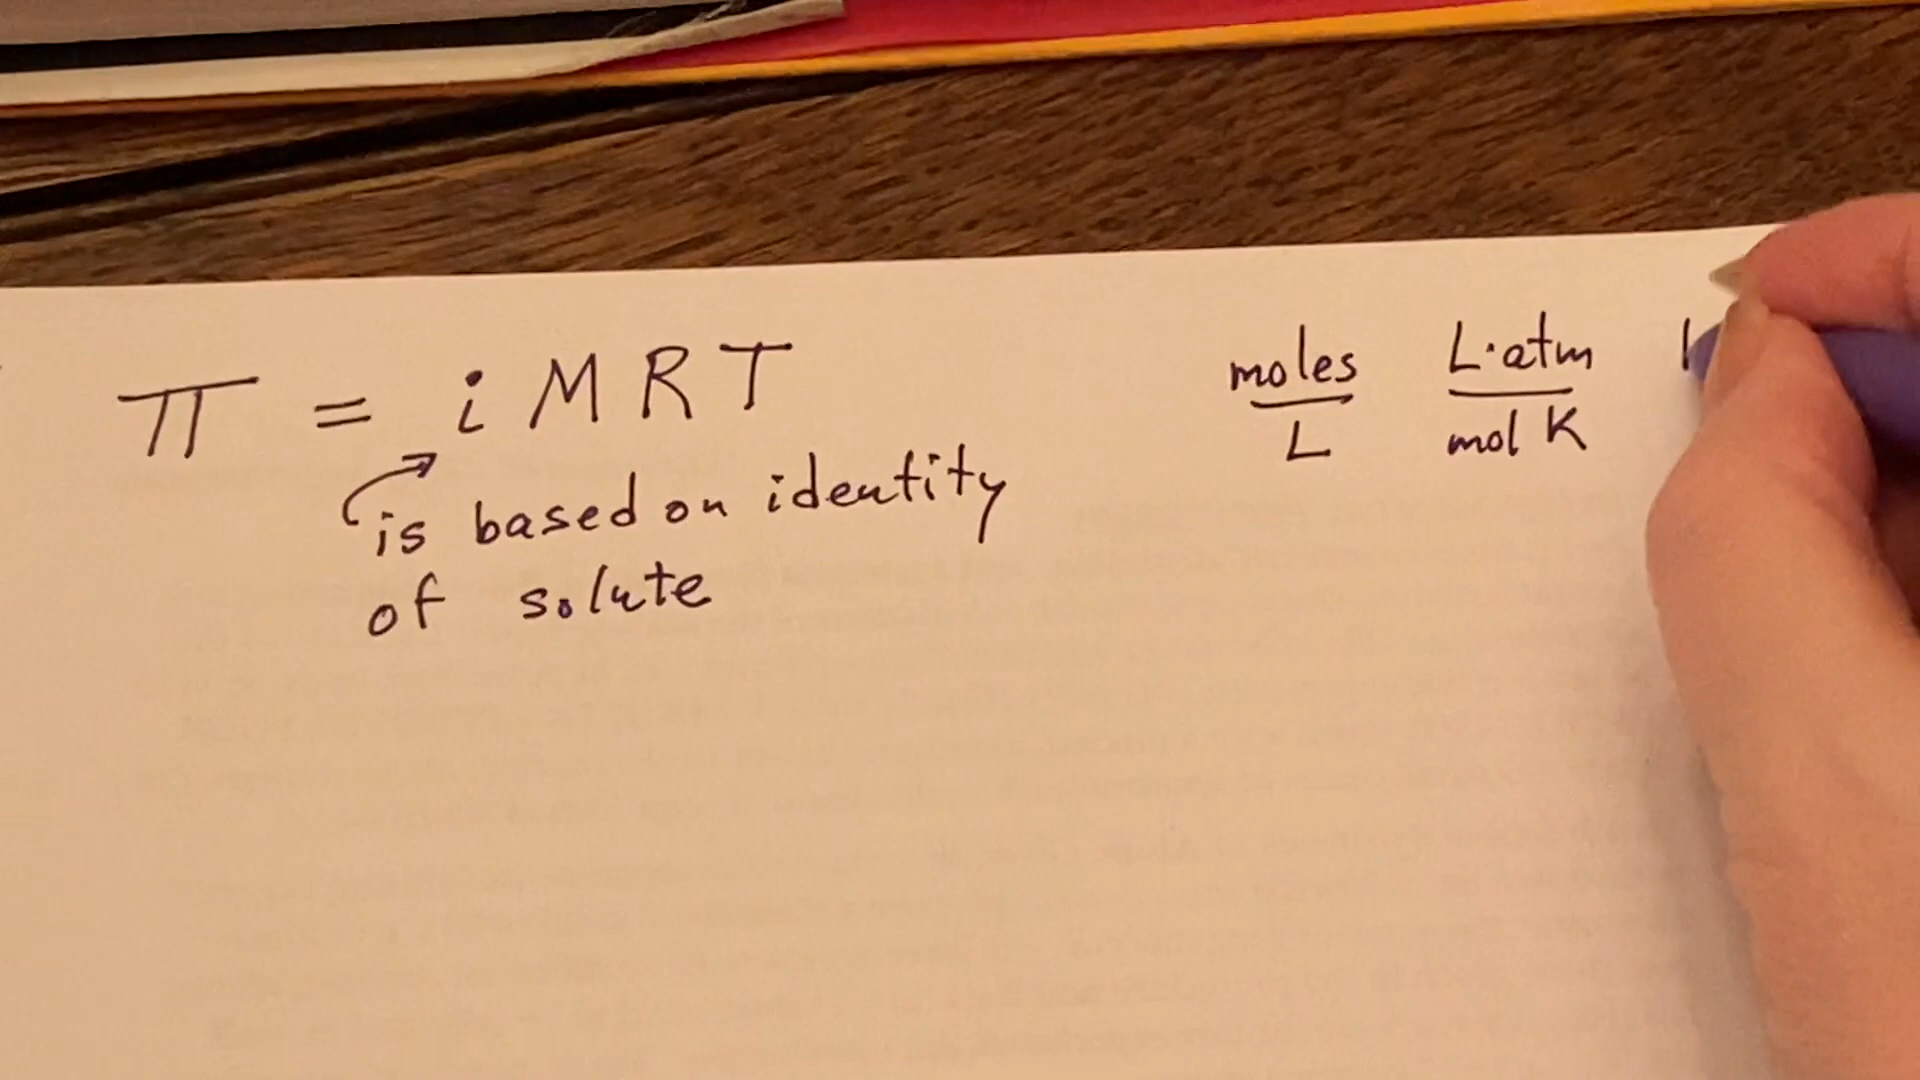 π = i M R T
is based on identity
of solute
moles L·atm
L mol K